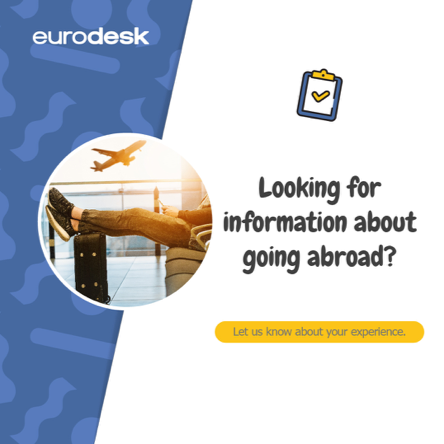 eurodesk
Looking for
information about
going abroad?
Let us know about your experience.